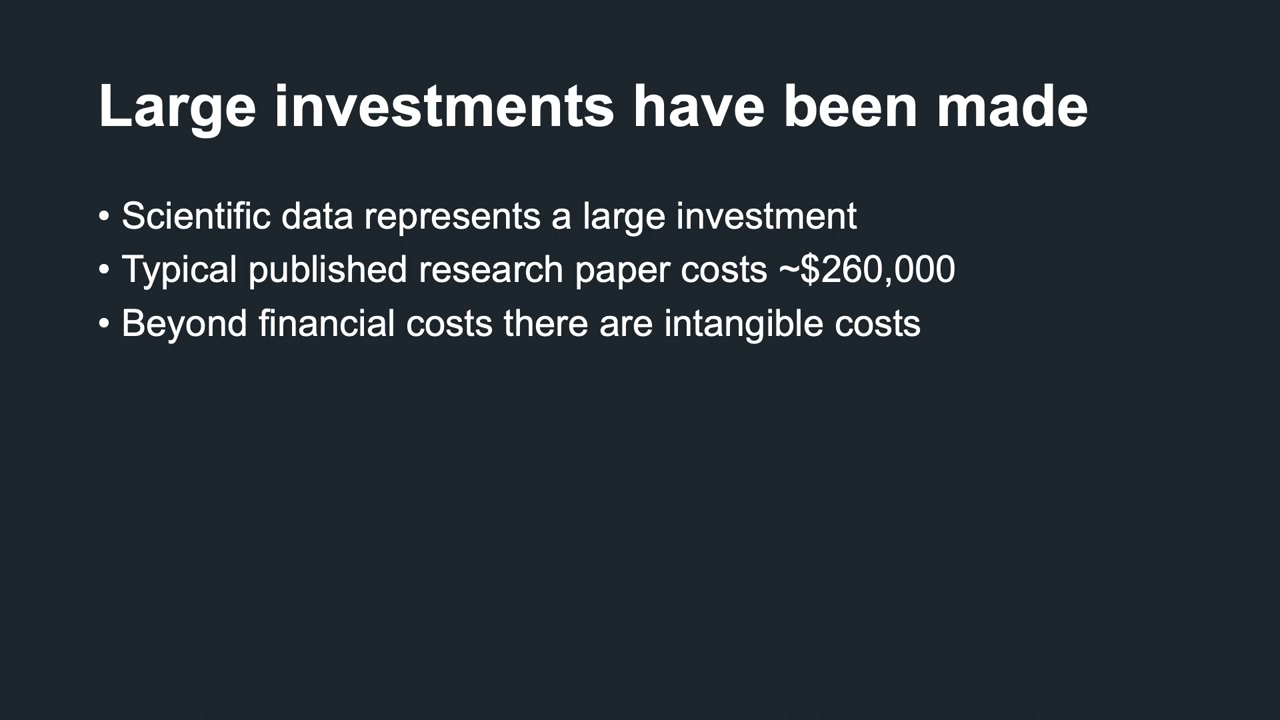 Large investments have been made
• Scientific data represents a large investment
• Typical published research paper costs ~$260,000
• Beyond financial costs there are intangible costs